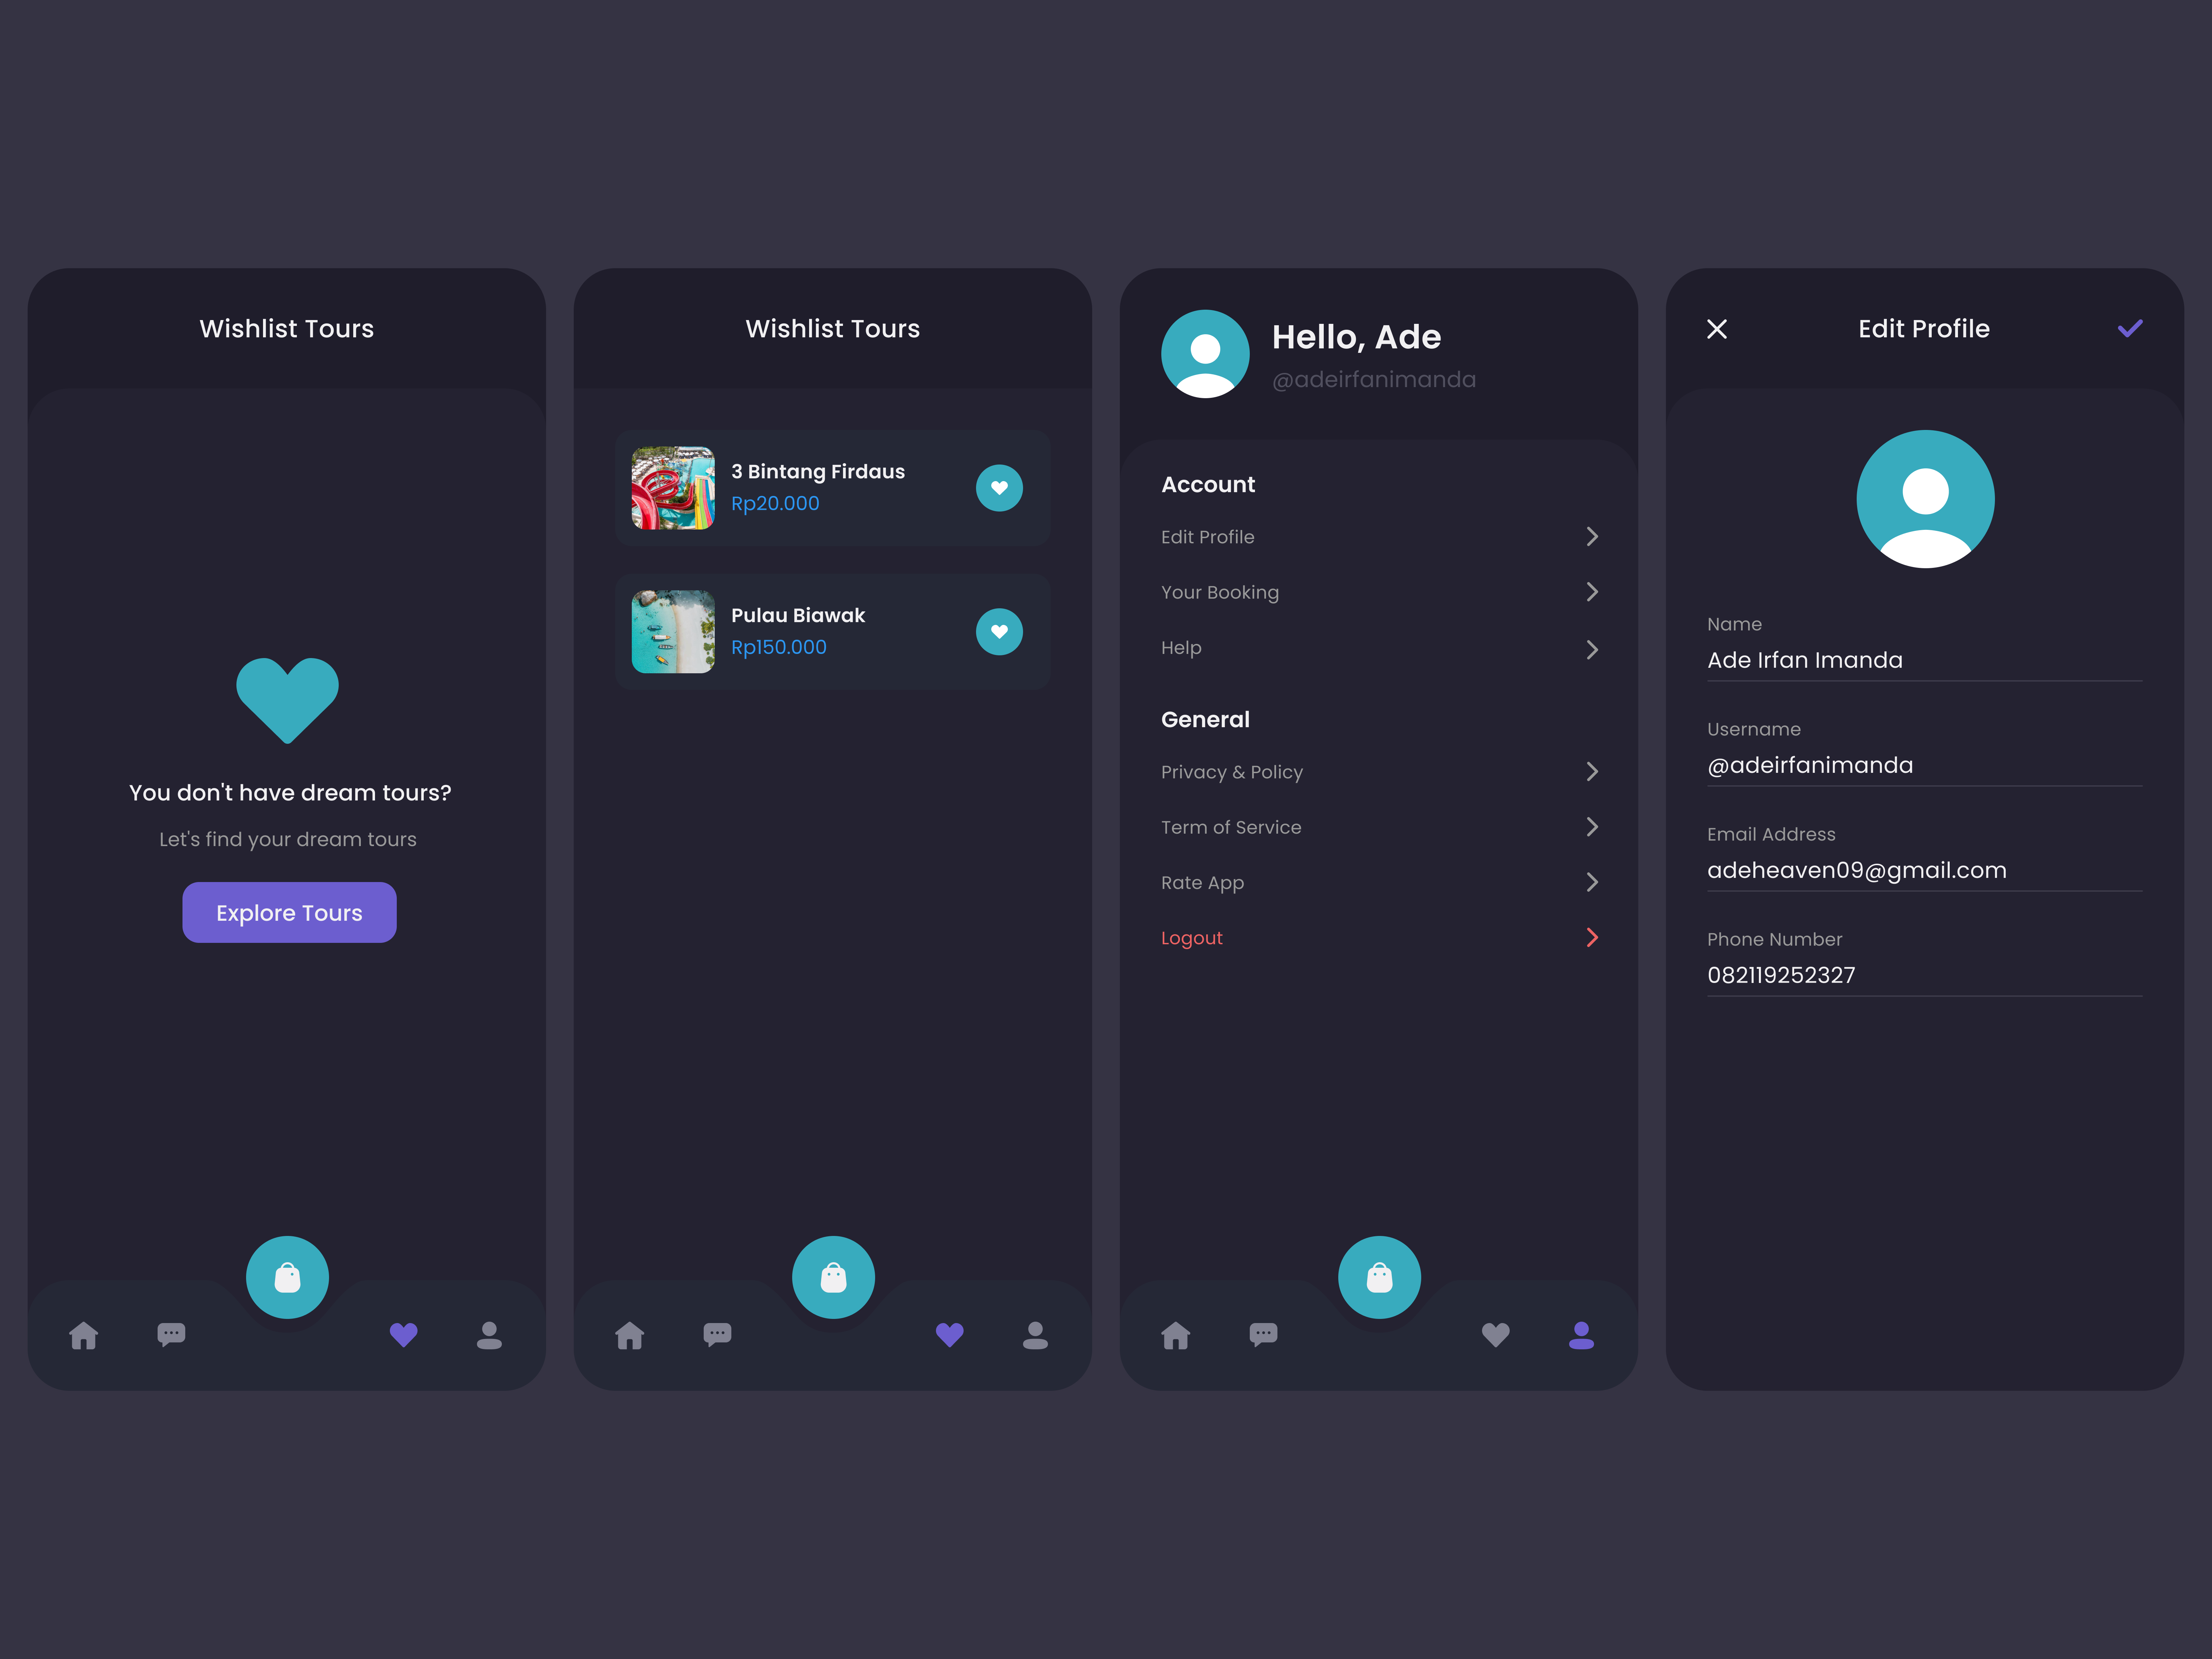 Wishlist Tours
You don't have dream tours?
Let's find your dream tours
Explore Tours
Wishlist Tours
3 Bintang Firdaus
Rp20.000
Pulau Biawak
Rp150.000
Hello, Ade
@adeirfanimanda
Account
Edit Profile
Your Booking
Help
General
Privacy & Policy
Term of Service
Rate App
Logout
Edit Profile
Name
Ade Irfan Imanda
Username
@adeirfanimanda
Email Address
adeheaven09@gmail.com
Phone Number
082119252327